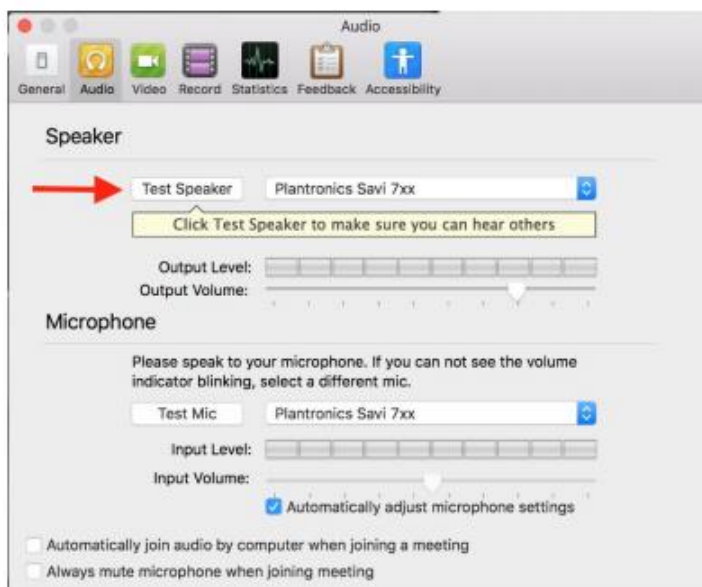 Audio
General Audio Video Record Statistics Feedback Accessibility
Speaker
Test Speaker Plantronics Savi 7xx
Click Test Speaker to make sure you can hear others
Output Level:
Output Volume:
Microphone
Please speak to your microphone. If you can not see the volume
indicator blinking, select a different mic.
Test Mic Plantronics Savi 7xx
Input Level:
Input Volume:
Automatically adjust microphone settings
Automatically join audio by computer when joining a meeting
Always mute microphone when joining meeting